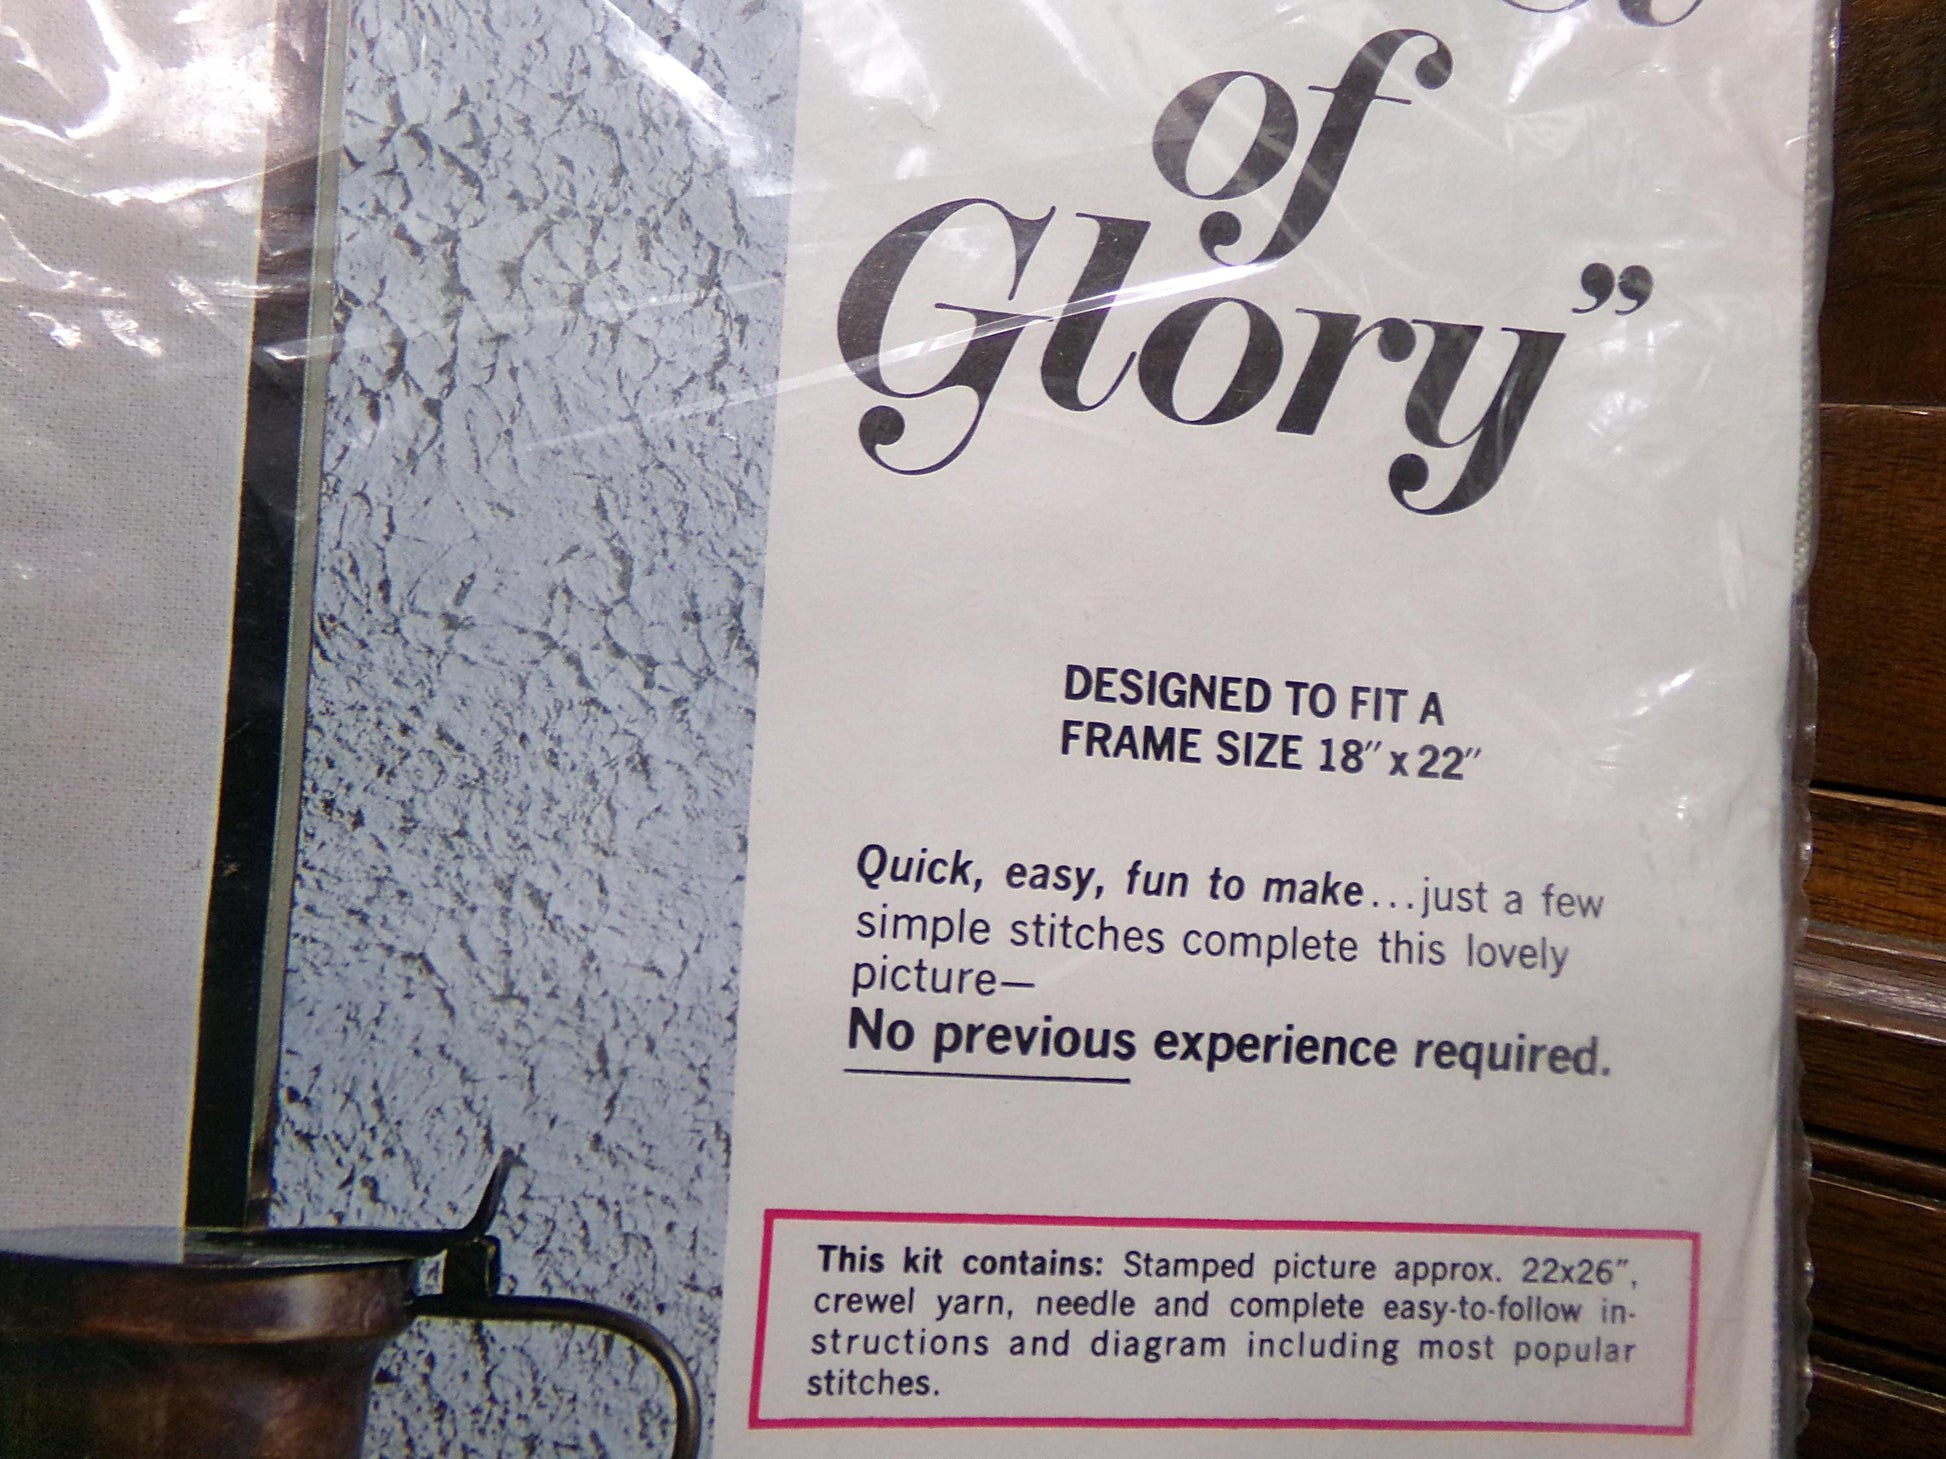 of
Glory”
DESIGNED TO FIT A
FRAME SIZE 18″ x 22″
Quick, easy, fun to make...just a few
simple stitches complete this lovely
picture—
No previous experience required.
This kit contains: Stamped picture approx. 22x26″,
crewel yarn, needle and complete easy-to-follow in-
structions and diagram including most popular
stitches.